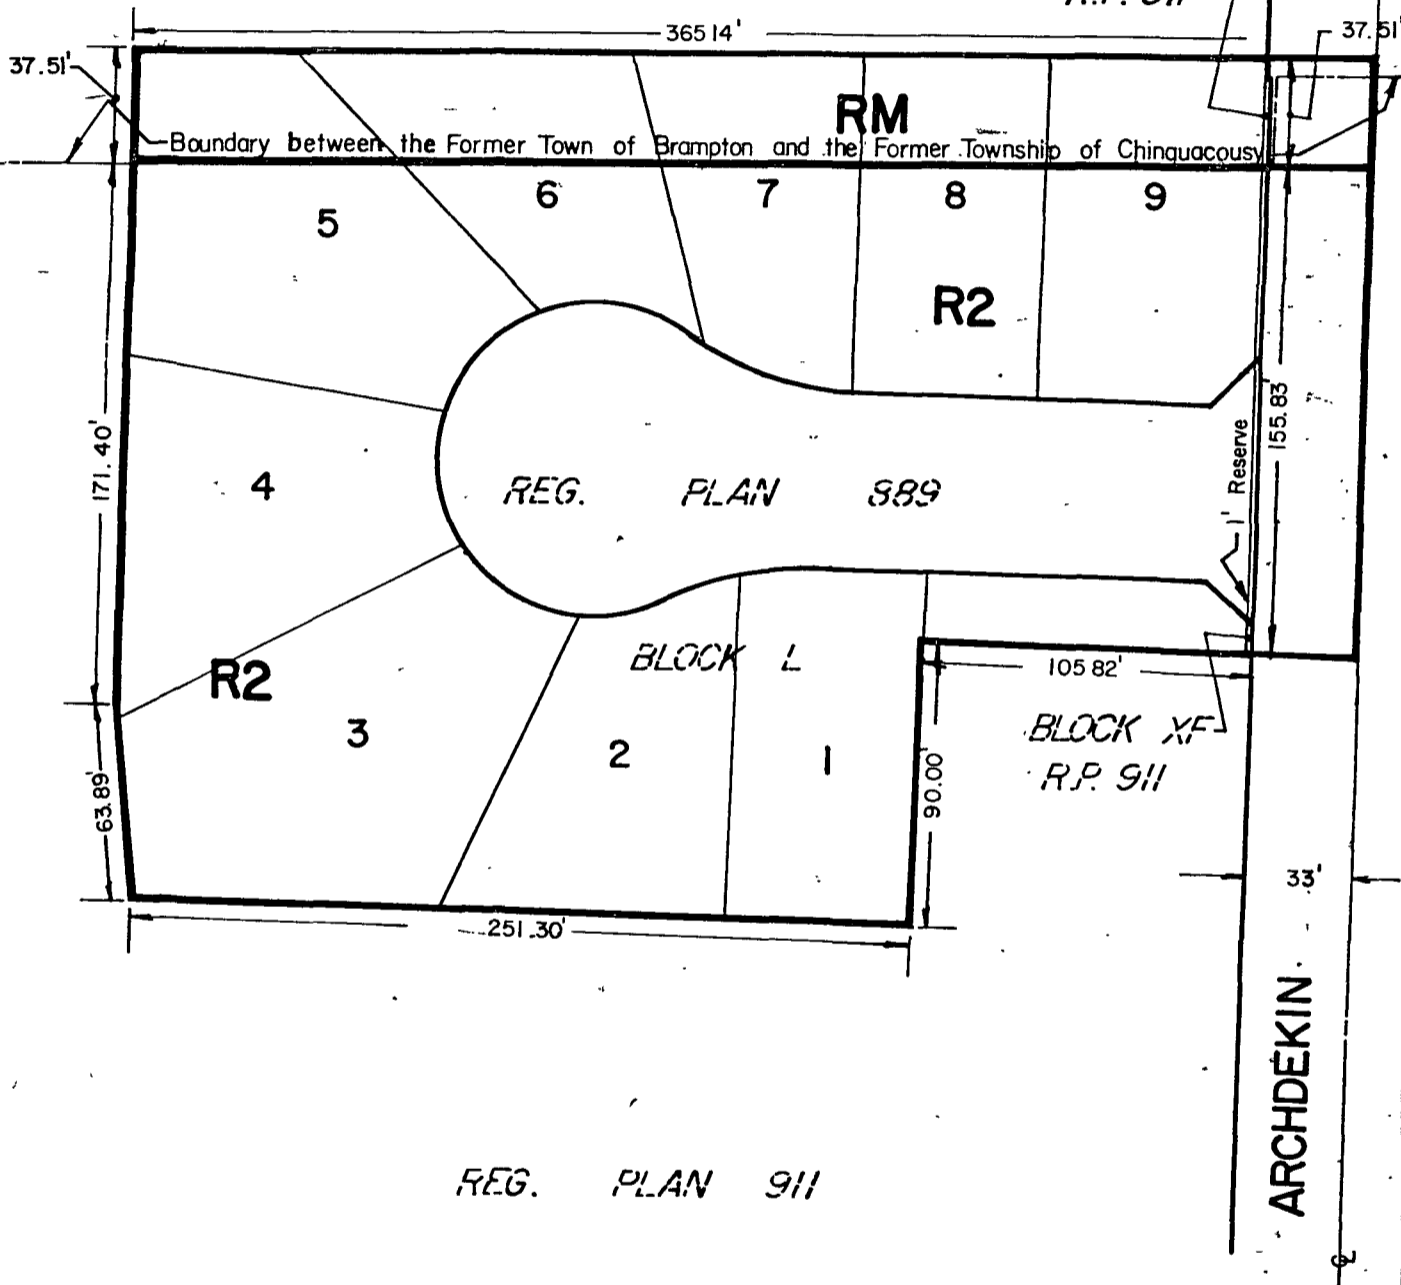 R.P. 911
365 14'
37.51'
37.51'
RM
Boundary between the Former Town of Brampton and the Former Township of Chinguacousy
5
6
7
8
9
R2
171.40'
155.83'
1' Reserve
4
REG. PLAN 889
R2
BLOCK L
105 82'
3
2
1
BLOCK XF
R.P. 911
63.89'
90.00'
33'
251.30'
ARCHDEKIN
REG. PLAN 911